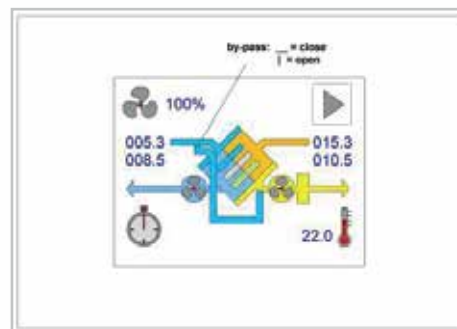 by-pass: __ = close
| = open
100%
005.3 015.3
008.5 010.5
22.0